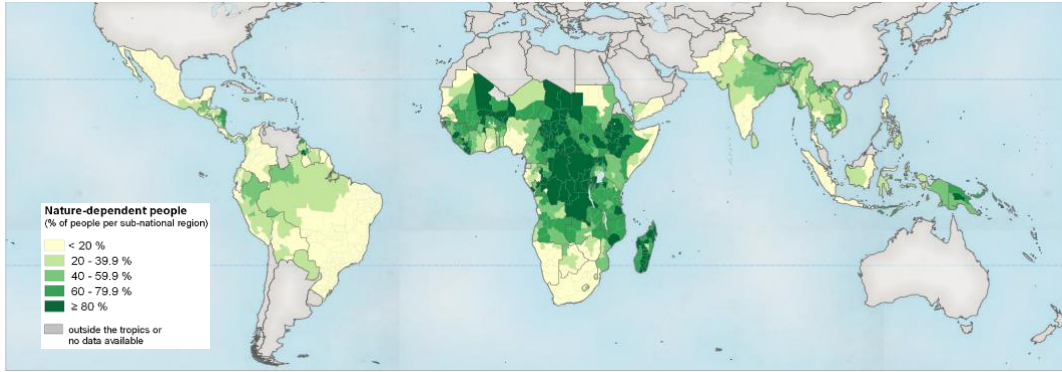 Nature-dependent people
(% of people per sub-national region)
< 20 %
20 - 39.9 %
40 - 59.9 %
60 - 79.9 %
≥ 80 %
outside the tropics or
no data available